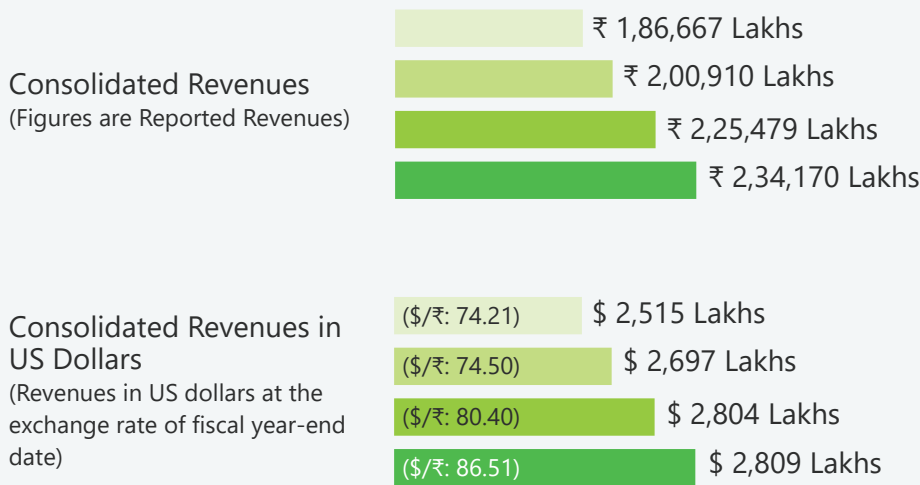 Consolidated Revenues
(Figures are Reported Revenues)
₹ 1,86,667 Lakhs
₹ 2,00,910 Lakhs
₹ 2,25,479 Lakhs
₹ 2,34,170 Lakhs
Consolidated Revenues in
US Dollars
(Revenues in US dollars at the
exchange rate of fiscal year-end
date)
($/₹: 74.21) $ 2,515 Lakhs
($/₹: 74.50) $ 2,697 Lakhs
($/₹: 80.40) $ 2,804 Lakhs
($/₹: 86.51) $ 2,809 Lakhs